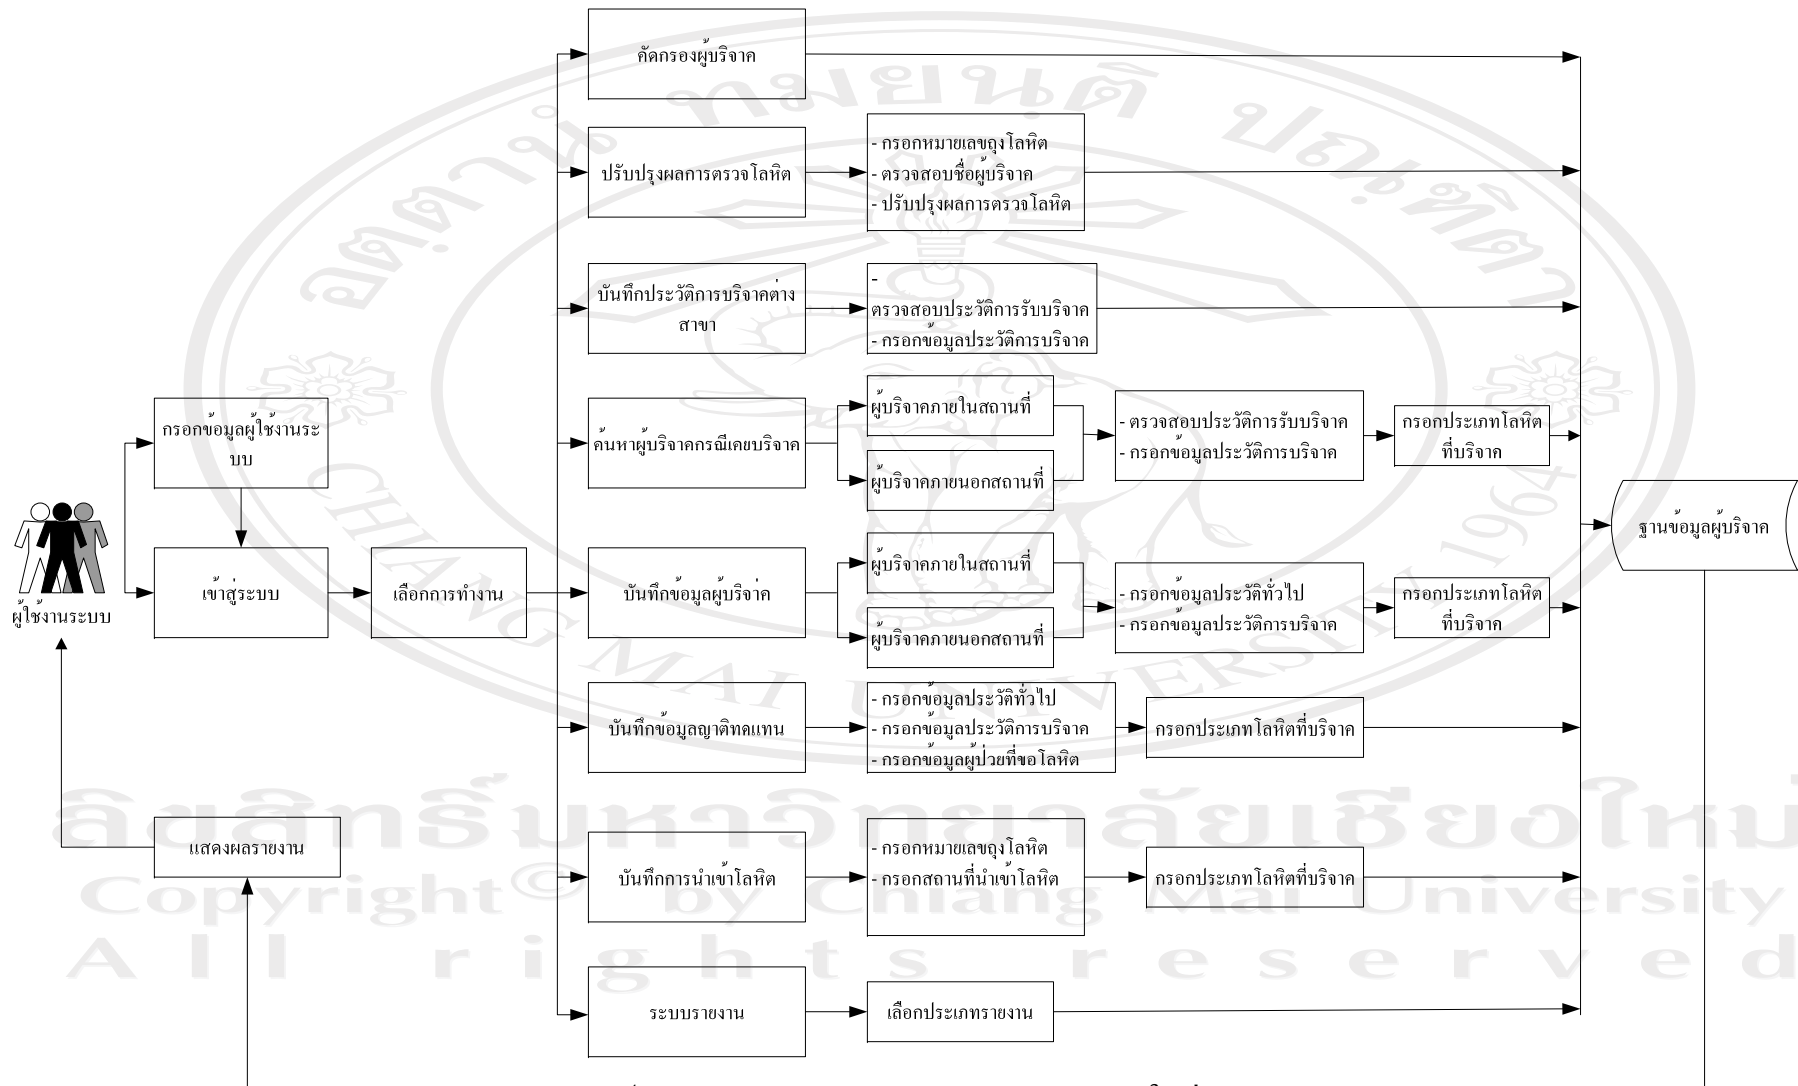 คัดกรองผู้บริจาค
ปรับปรุงผลการตรวจโลหิต
- กรอกหมายเลขถุงโลหิต
- ตรวจสอบชื่อผู้บริจาค
- ปรับปรุงผลการตรวจโลหิต
บันทึกประวัติการบริจาคต่าง
สาขา
-
ตรวจสอบประวัติการรับบริจาค
- กรอกข้อมูลประวัติการบริจาค
กรอกข้อมูลผู้ใช้งานระ
บบ
ค้นหาผู้บริจาคกรณีเคยบริจาค
ผู้บริจาคภายในสถานที่
ผู้บริจาคภายนอกสถานที่
- ตรวจสอบประวัติการรับบริจาค
- กรอกข้อมูลประวัติการบริจาค
กรอกประเภทโลหิต
ที่บริจาค
ฐานข้อมูลผู้บริจาค
ผู้ใช้งานระบบ
เข้าสู่ระบบ
เลือกการทำงาน
บันทึกข้อมูลผู้บริจ่าค
ผู้บริจาคภายในสถานที่
ผู้บริจาคภายนอกสถานที่
- กรอกข้อมูลประวัติทั่วไป
- กรอกข้อมูลประวัติการบริจาค
กรอกประเภทโลหิต
ที่บริจาค
บันทึกข้อมูลญาติทดแทน
- กรอกข้อมูลประวัติทั่วไป
- กรอกข้อมูลประวัติการบริจาค
- กรอกข้อมูลผู้ป่วยที่ขอโลหิต
กรอกประเภทโลหิตที่บริจาค
แสดงผลรายงาน
บันทึกการนำเข้าโลหิต
- กรอกหมายเลขถุงโลหิต
- กรอกสถานที่นำเข้าโลหิต
กรอกประเภทโลหิตที่บริจาค
ระบบรายงาน
เลือกประเภทรายงาน
CHIANG MAI UNIVERSITY 1964
ลิขสิทธิ์มหาวิทยาลัยเชียงใหม่
Copyright© by Chiang Mai University
All rights reserved